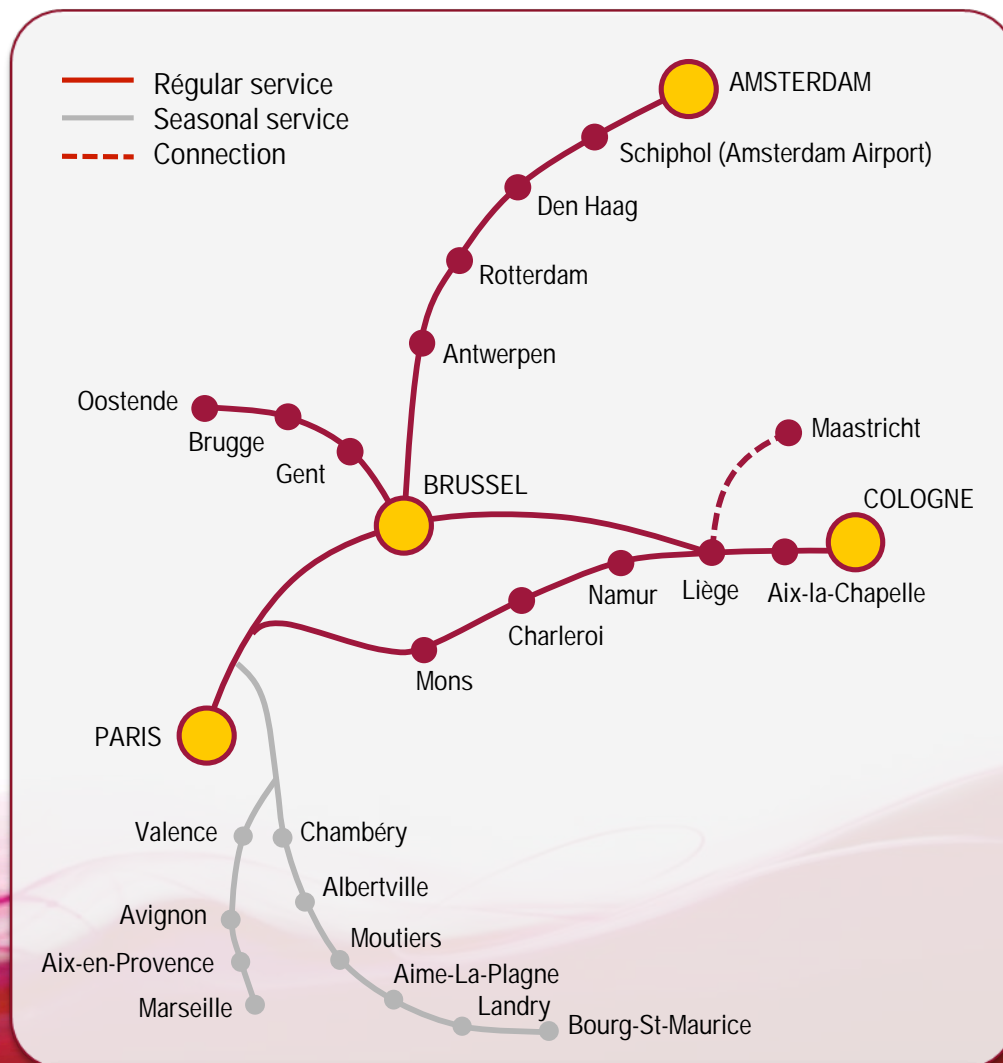 Régular service
Seasonal service
Connection
AMSTERDAM
Schiphol (Amsterdam Airport)
Den Haag
Rotterdam
Antwerpen
Oostende
Brugge
Gent
BRUSSEL
Maastricht
COLOGNE
Namur
Liège
Aix-la-Chapelle
Charleroi
Mons
PARIS
Valence
Chambéry
Albertville
Avignon
Moutiers
Aix-en-Provence
Aime-La-Plagne
Marseille
Landry
Bourg-St-Maurice